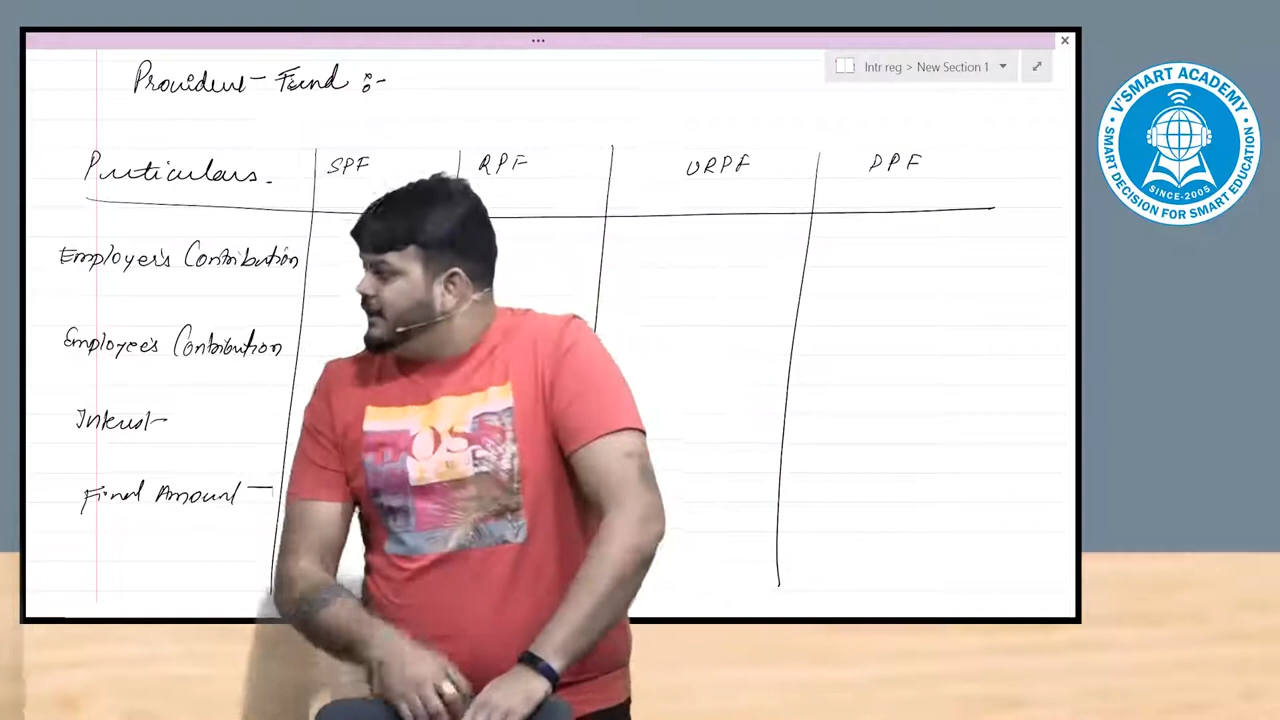 Intr reg > New Section 1
Provident Fund :-
Particulars. SPF RPF URPF PPF
Employer's Contribution
Employee's Contribution
Interest
Final Amount
V'SMART ACADEMY
SMART DECISION FOR SMART EDUCATION
SINCE-2005